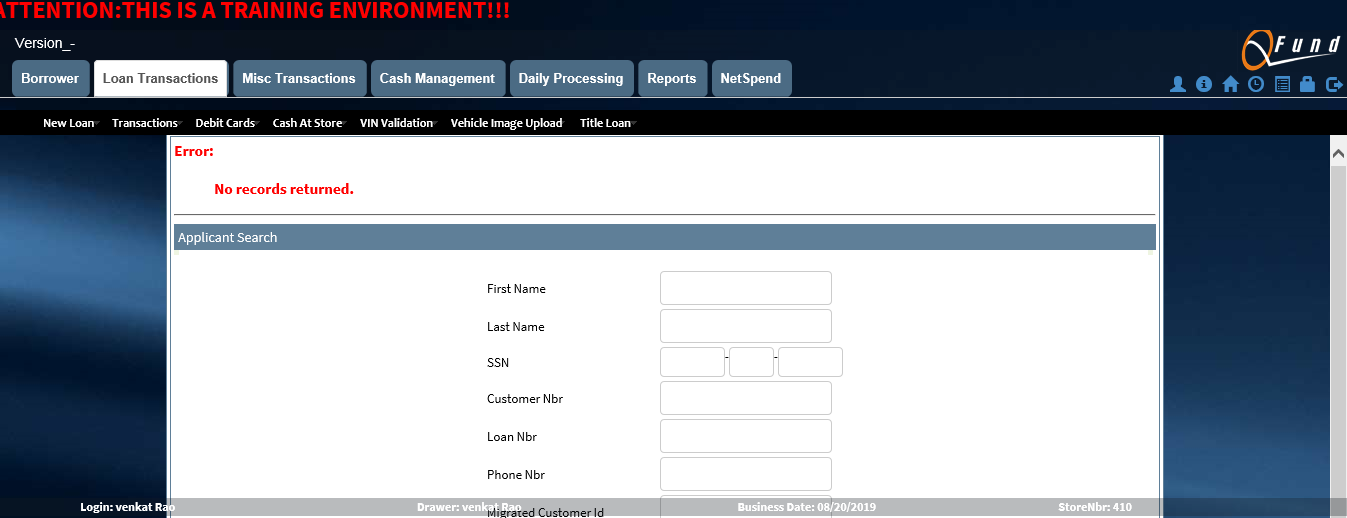 ATTENTION:THIS IS A TRAINING ENVIRONMENT!!!
Version_-
QFund
Borrower Loan Transactions Misc Transactions Cash Management Daily Processing Reports NetSpend
New Loan Transactions Debit Cards Cash At Store VIN Validation Vehicle Image Upload Title Loan
Error:
No records returned.
Applicant Search
First Name
Last Name
SSN - -
Customer Nbr
Loan Nbr
Phone Nbr
Migrated Customer Id
Login: venkat Rao Drawer: venkat Rao Business Date: 08/20/2019 StoreNbr: 410